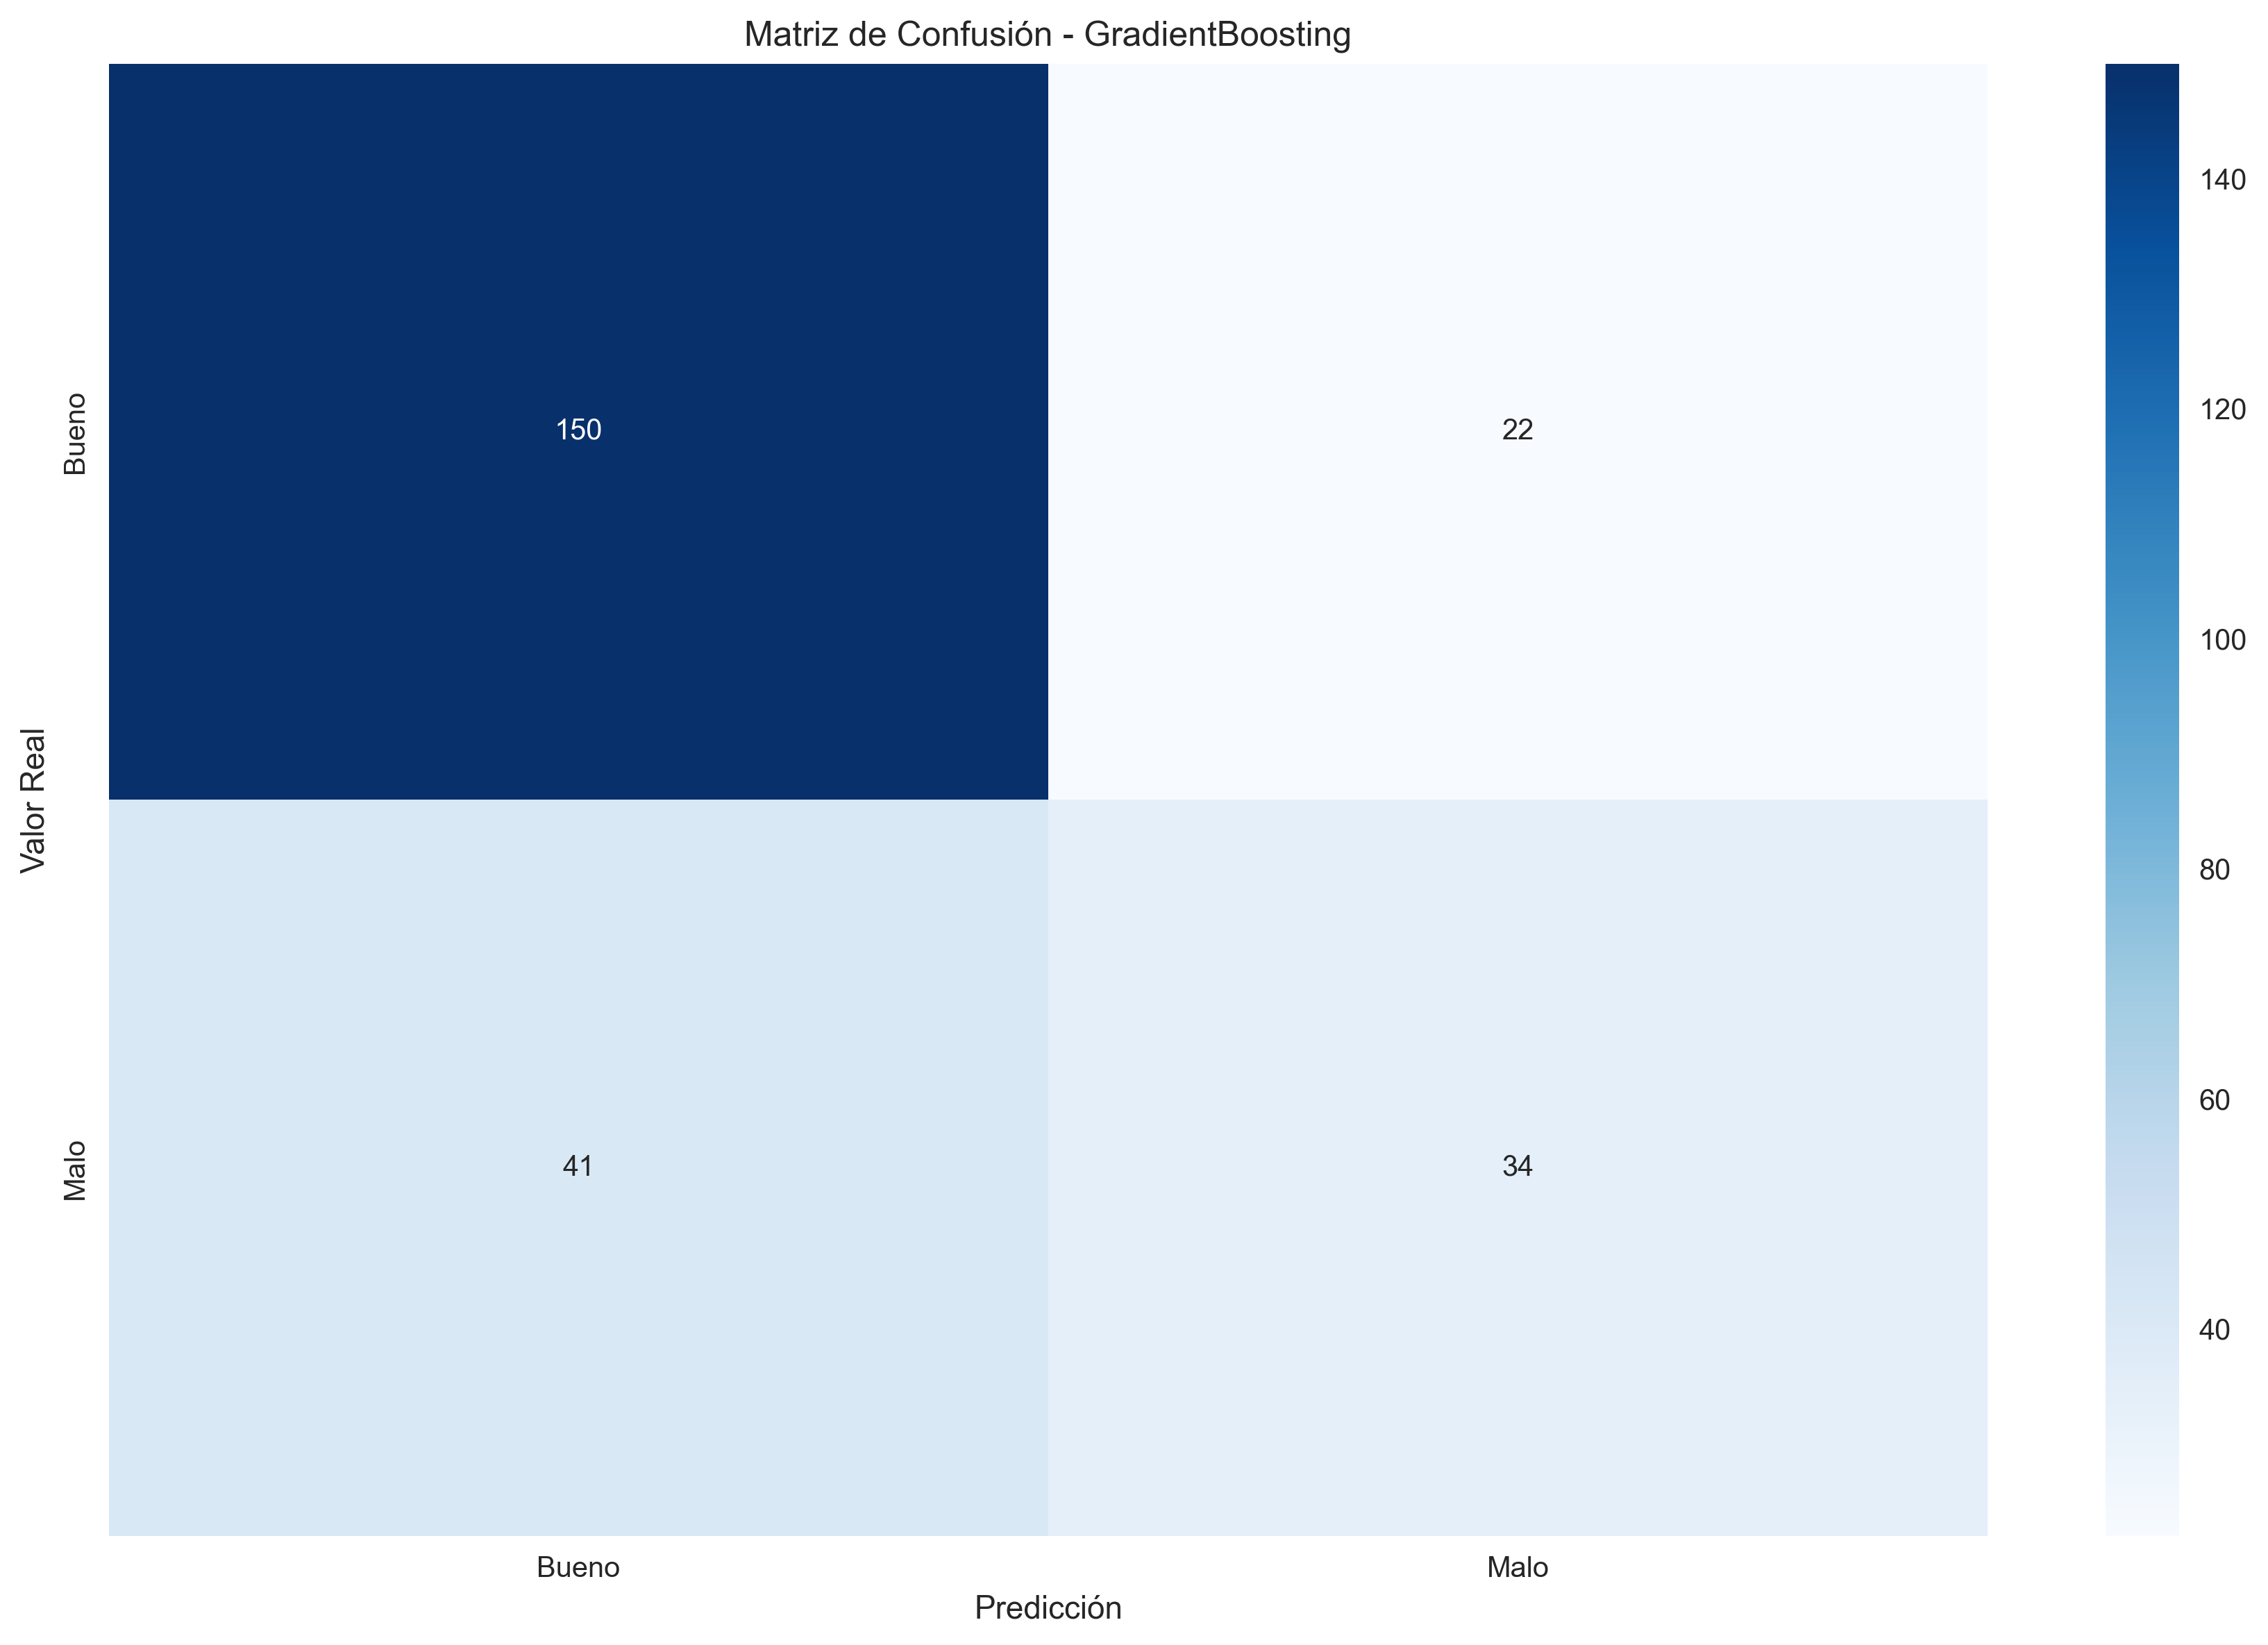 Matriz de Confusión - GradientBoosting
Valor Real
Bueno
150
22
Malo
41
34
Bueno
Malo
Predicción
140
120
100
80
60
40